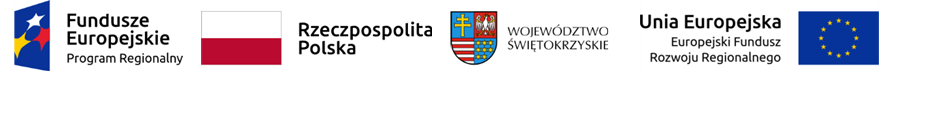 Fundusze
Europejskie
Program Regionalny
Rzeczpospolita
Polska
WOJEWÓDZTWO
ŚWIĘTOKRZYSKIE
Unia Europejska
Europejski Fundusz
Rozwoju Regionalnego